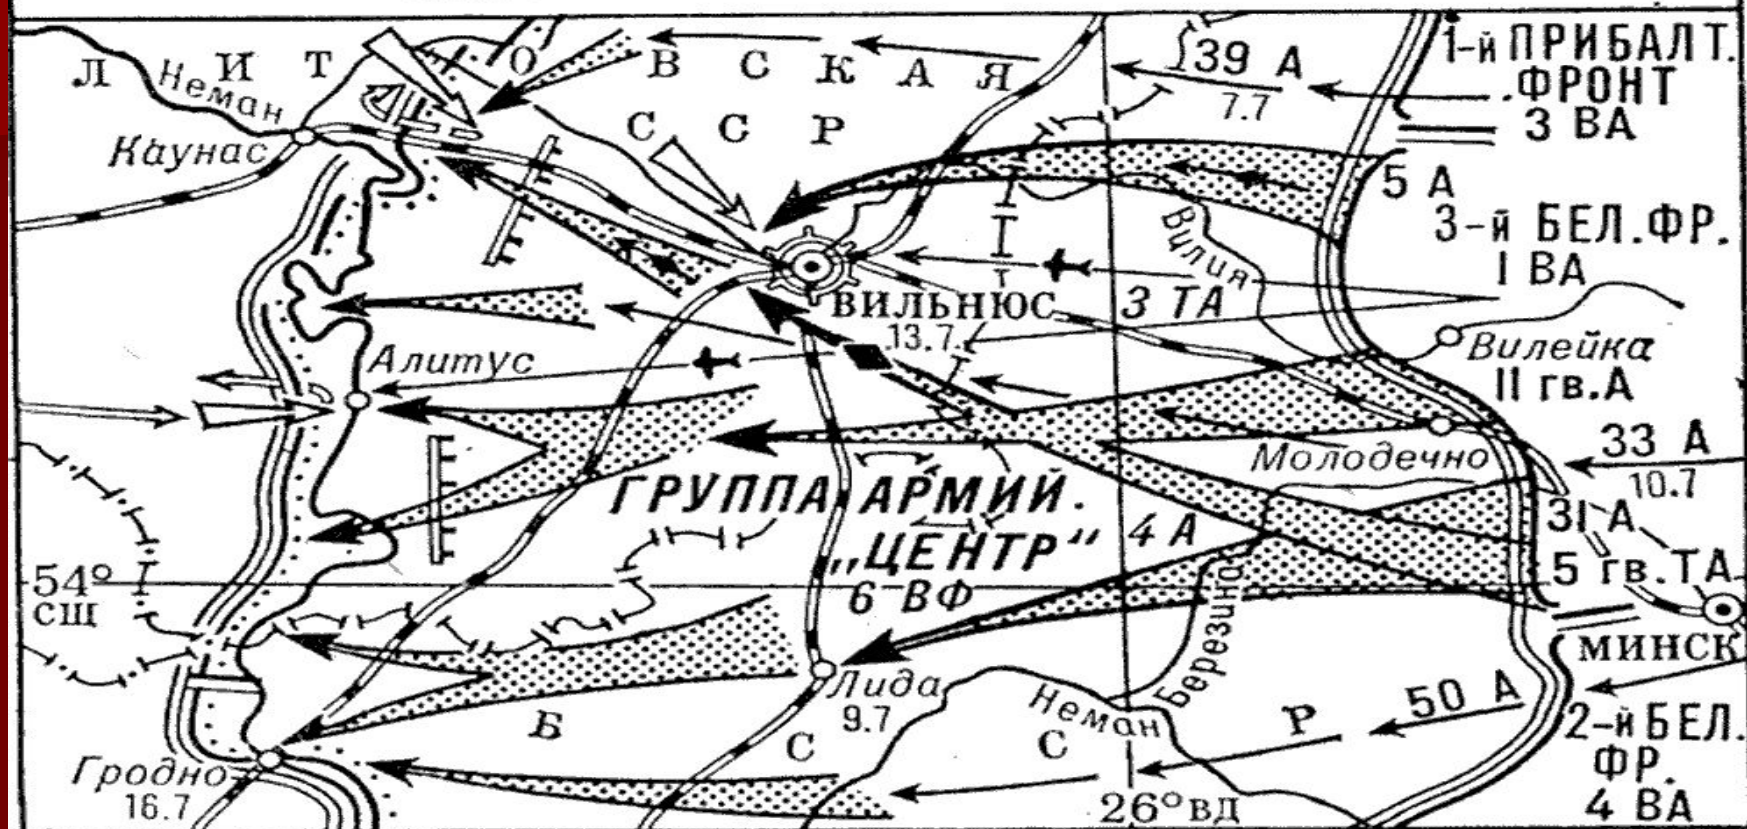 1-й ПРИБАЛТ.
ФРОНТ
3 ВА
39 А
7.7
ЛИТОВСКАЯ
ССР
Неман
Каунас
5 А
3-й БЕЛ.ФР.
1 ВА
Вилия
ВИЛЬНЮС
13.7
3 ТА
Вилейка
11 гв.А
Алитус
33 А
10.7
Молодечно
ГРУППА АРМИЙ
„ЦЕНТР“
6 ВФ
4 А
31 А
5 гв.ТА
54°
СШ
Березина
МИНСК
Лида
9.7
Неман
50 А
БССР
2-й БЕЛ.
ФР.
4 ВА
Гродно
16.7
26°ВД